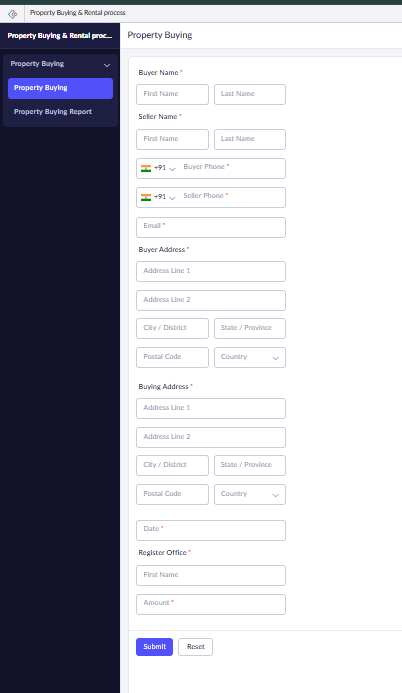 Property Buying & Rental process
Property Buying & Rental proc...
Property Buying
Property Buying
Property Buying Report
Property Buying
Buyer Name *
First Name Last Name
Seller Name *
First Name Last Name
+91 Buyer Phone *
+91 Seller Phone *
Email *
Buyer Address *
Address Line 1
Address Line 2
City / District State / Province
Postal Code Country
Buying Address *
Address Line 1
Address Line 2
City / District State / Province
Postal Code Country
Date *
Register Office *
First Name
Amount *
Submit Reset